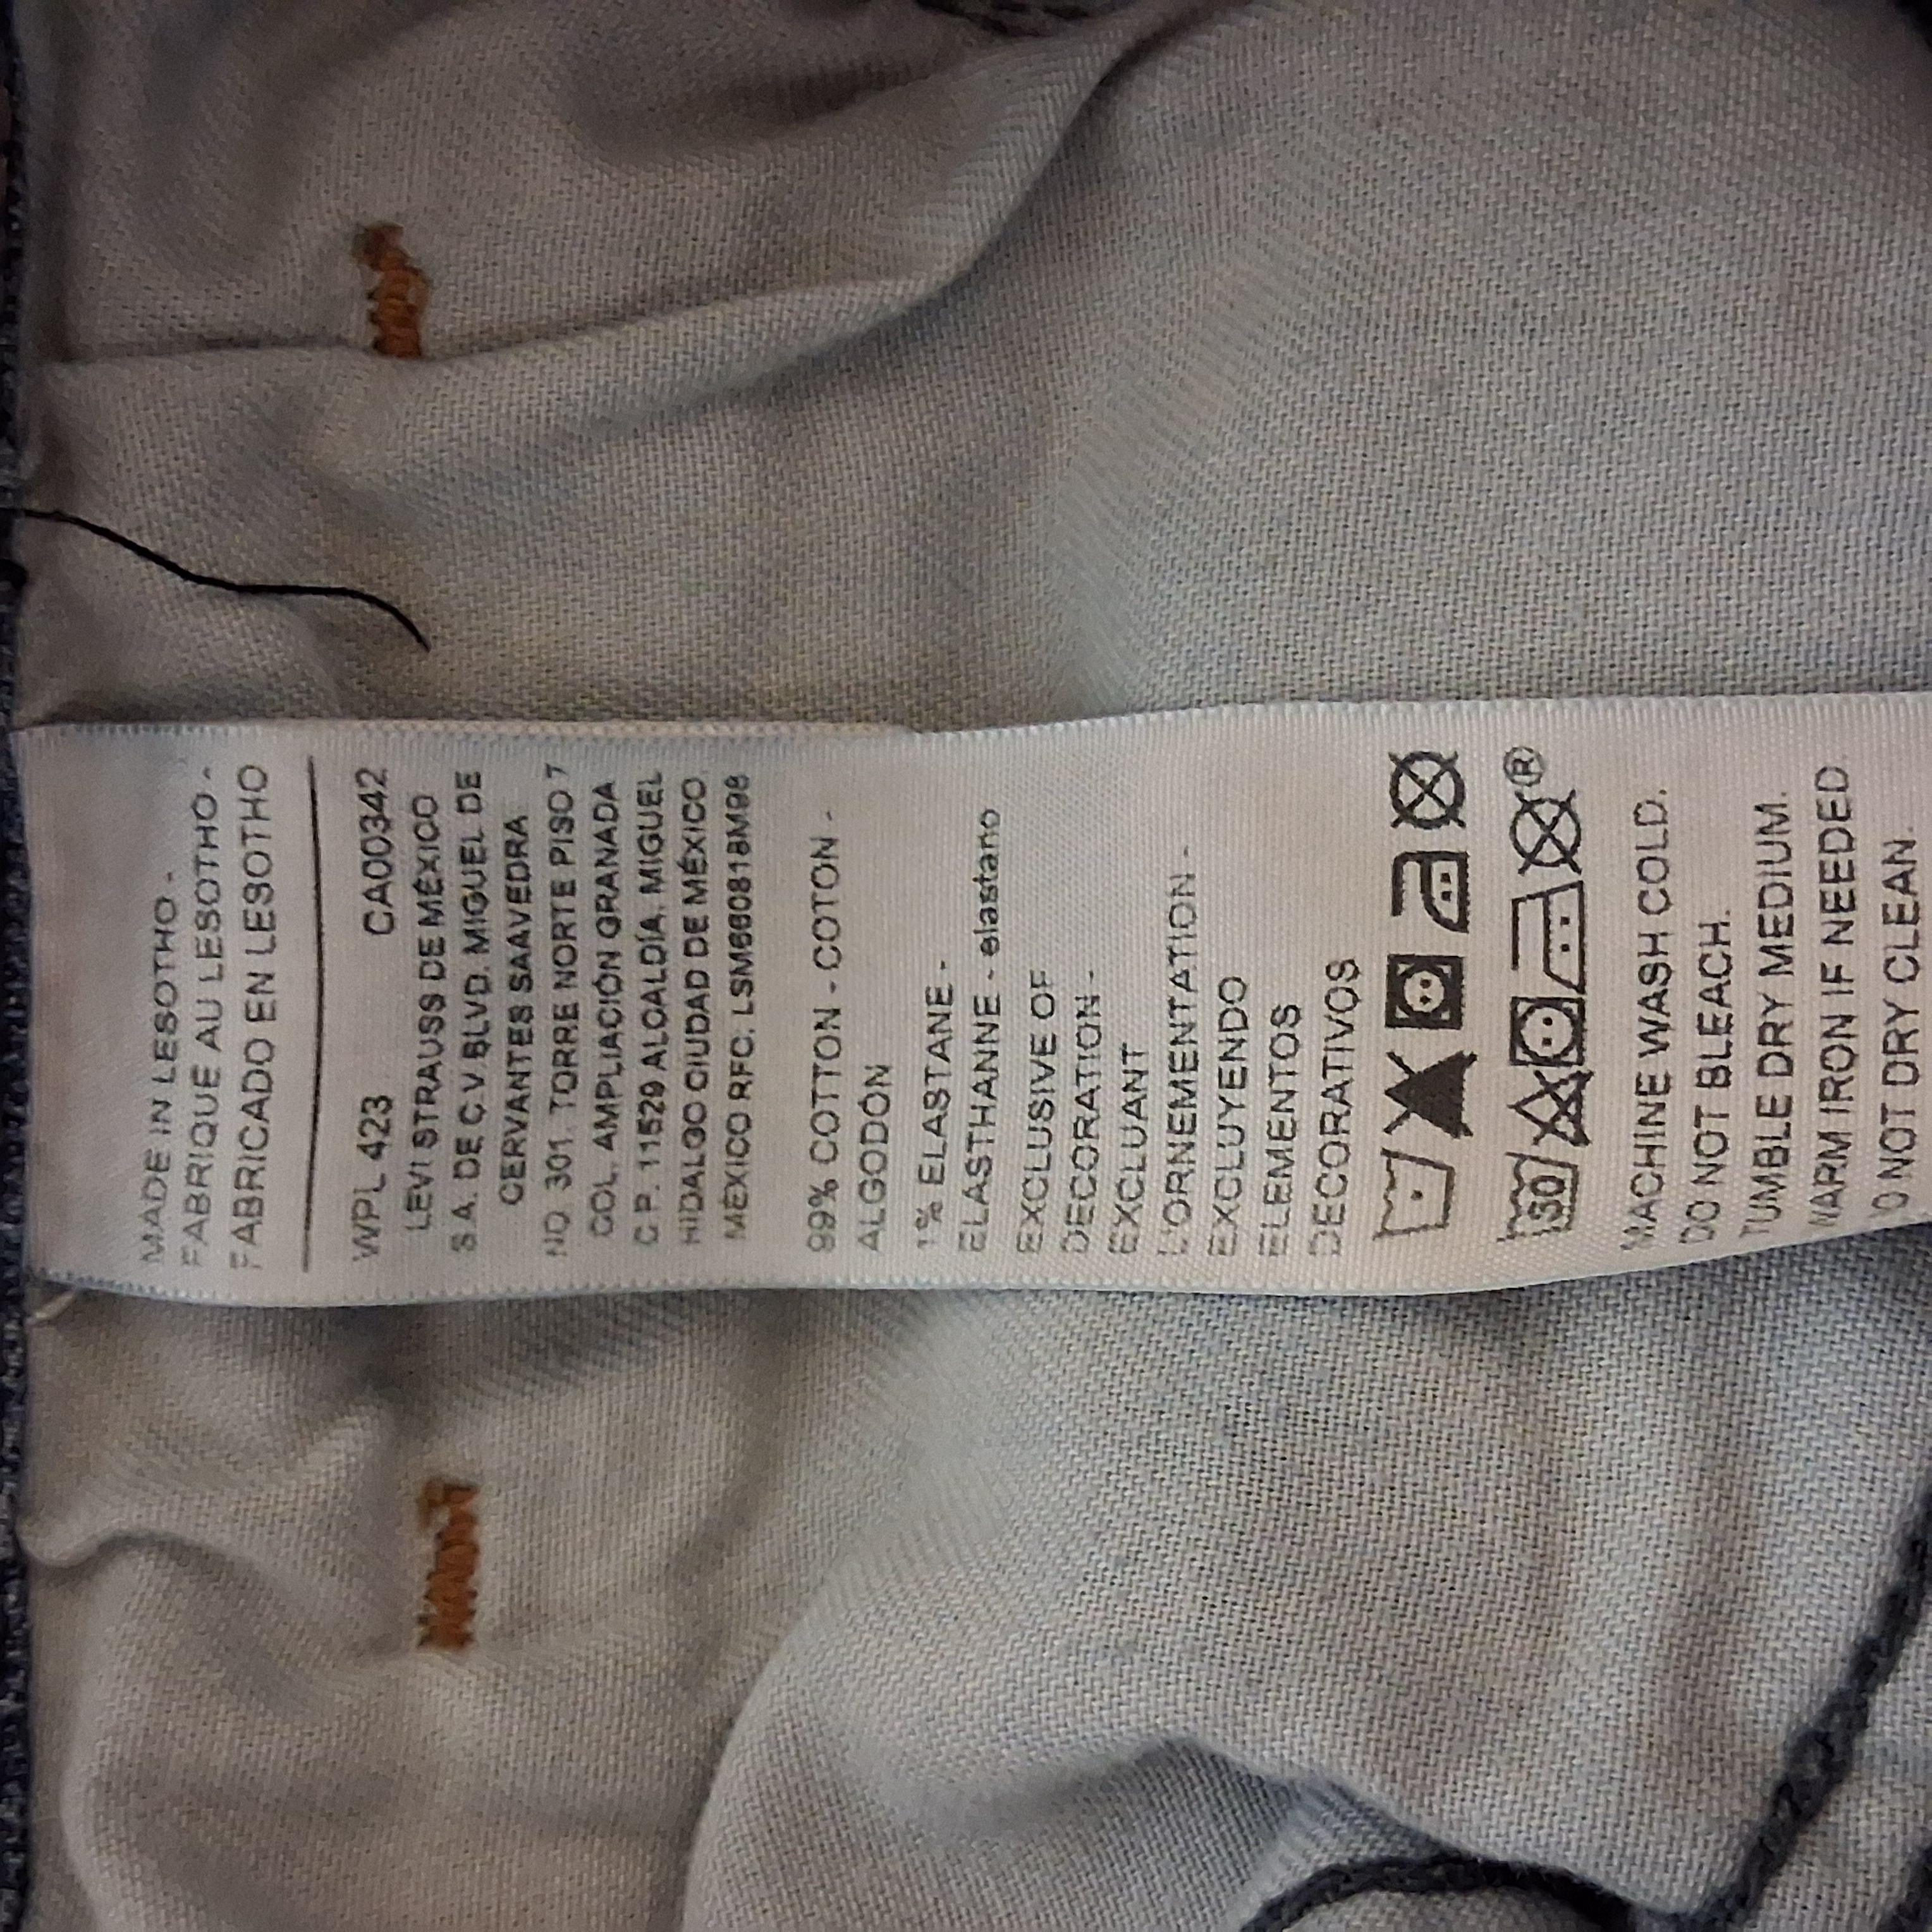 MADE IN LESOTHO -
FABRIQUÉ AU LESOTHO -
FABRICADO EN LESOTHO
WPL 423 CA00342
LEVI STRAUSS DE MÉXICO
S.A. DE C.V. BLVD. MIGUEL DE
CERVANTES SAAVEDRA
NO. 301. TORRE NORTE PISO 7
COL. AMPLIACIÓN GRANADA
C.P. 11529 ALCALDÍA. MIGUEL
HIDALGO CIUDAD DE MÉXICO,
MÉXICO RFC. LSM660818M98
99% COTTON - COTON -
ALGODÓN
1% ELASTANE -
ELASTHANNE - elastano
EXCLUSIVE OF
DECORATION -
EXCLUANT
L'ORNEMENTATION -
EXCLUYENDO
ELEMENTOS
DECORATIVOS
®
MACHINE WASH COLD.
DO NOT BLEACH.
TUMBLE DRY MEDIUM.
WARM IRON IF NEEDED.
DO NOT DRY CLEAN.